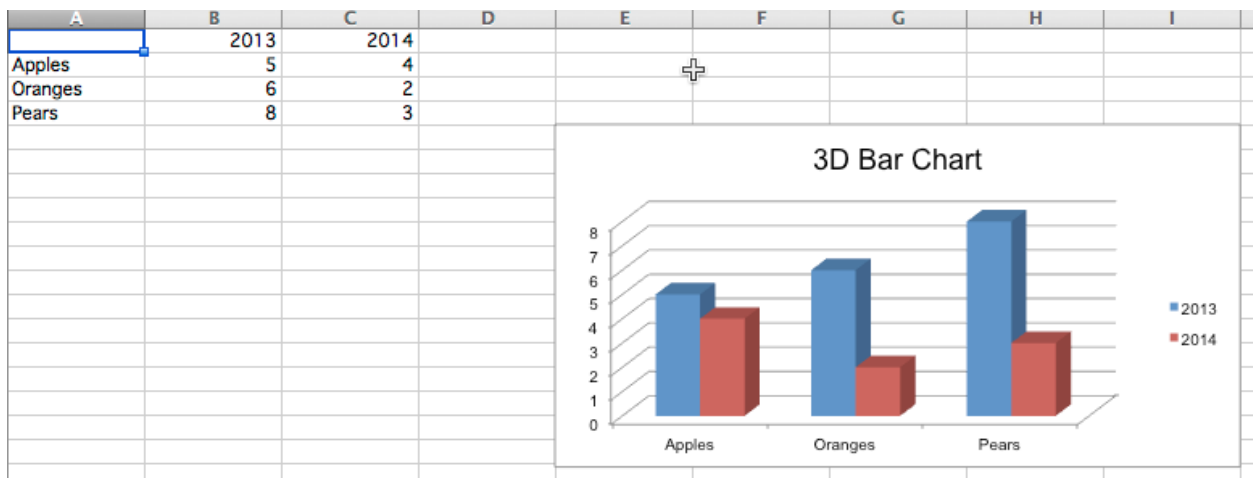 A B C D E F G H I
2013 2014
Apples 5 4
Oranges 6 2
Pears 8 3
3D Bar Chart
8
7
6
5
4
3
2
1
0
2013
2014
Apples Oranges Pears